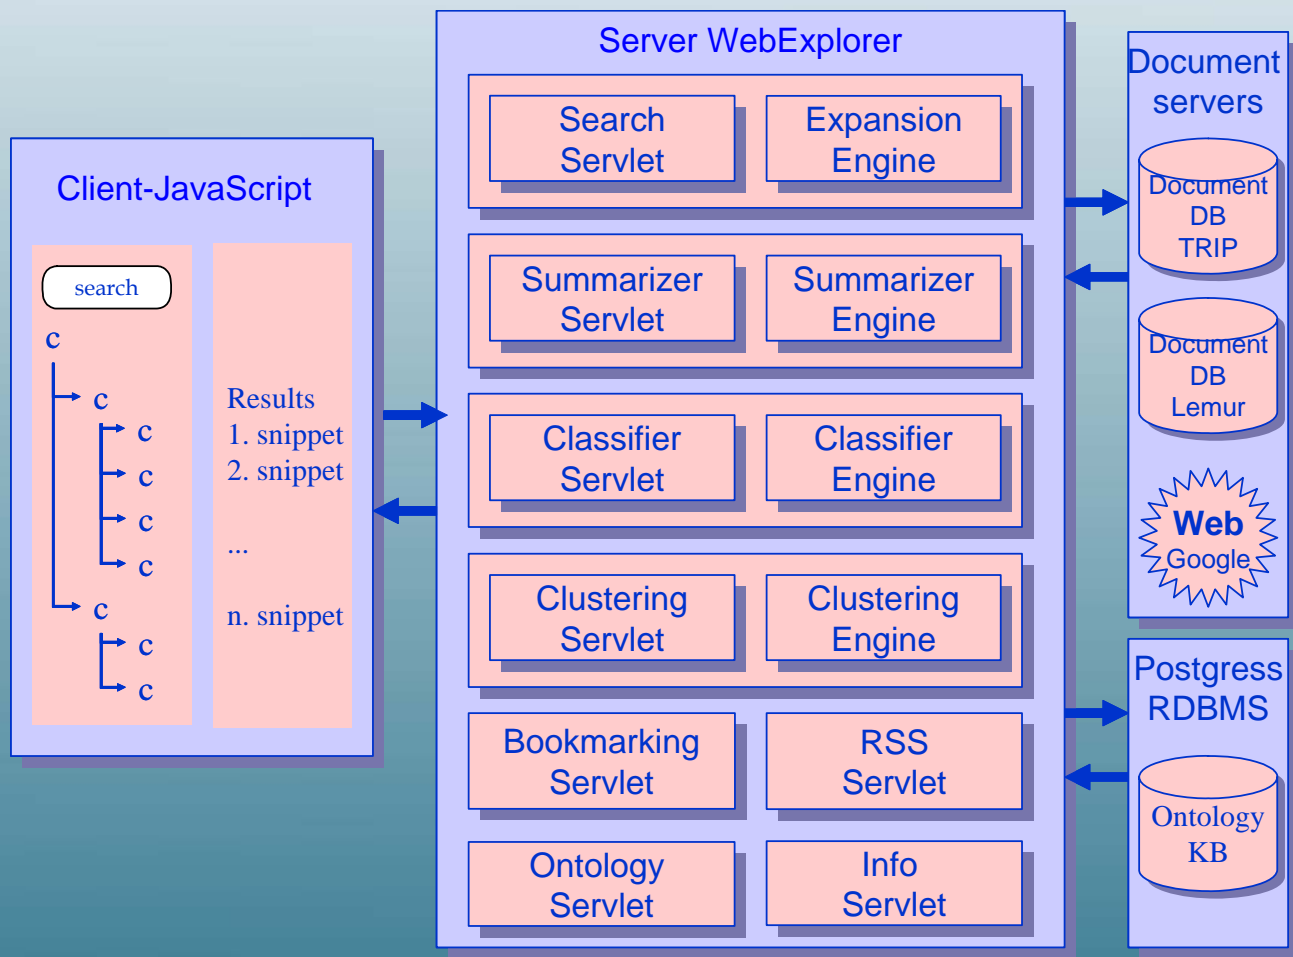 Client-JavaScript
search
c
c
c
c
c
c
c
c
c
Results
1. snippet
2. snippet
...
n. snippet
Server WebExplorer
Search
Servlet
Expansion
Engine
Summarizer
Servlet
Summarizer
Engine
Classifier
Servlet
Classifier
Engine
Clustering
Servlet
Clustering
Engine
Bookmarking
Servlet
RSS
Servlet
Ontology
Servlet
Info
Servlet
Document
servers
Document
DB
TRIP
Document
DB
Lemur
Web
Google
Postgress
RDBMS
Ontology
KB